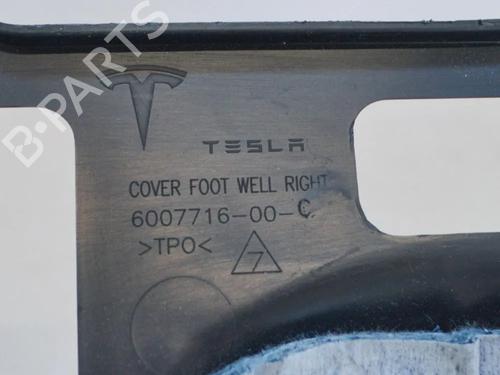 B-PARTS
TESLA
COVER FOOT WELL RIGHT
6007716-00-C
>TPO< 7